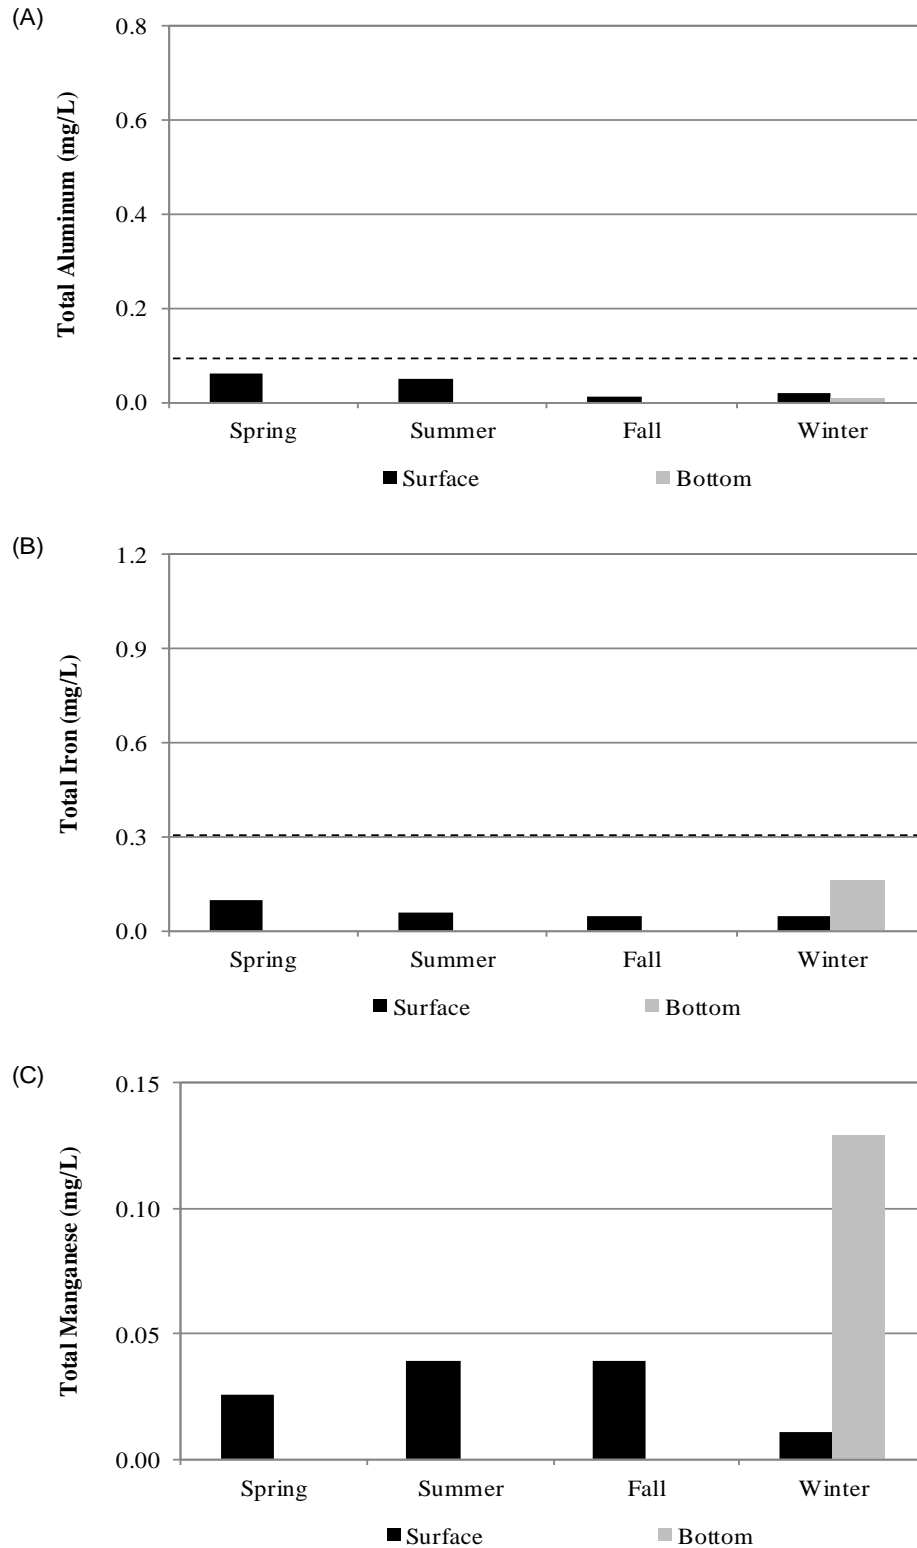 (A)
Total Aluminum (mg/L)
0.8
0.6
0.4
0.2
0.0
Spring Summer Fall Winter
Surface Bottom
(B)
Total Iron (mg/L)
1.2
0.9
0.6
0.3
0.0
Spring Summer Fall Winter
Surface Bottom
(C)
Total Manganese (mg/L)
0.15
0.10
0.05
0.00
Spring Summer Fall Winter
Surface Bottom